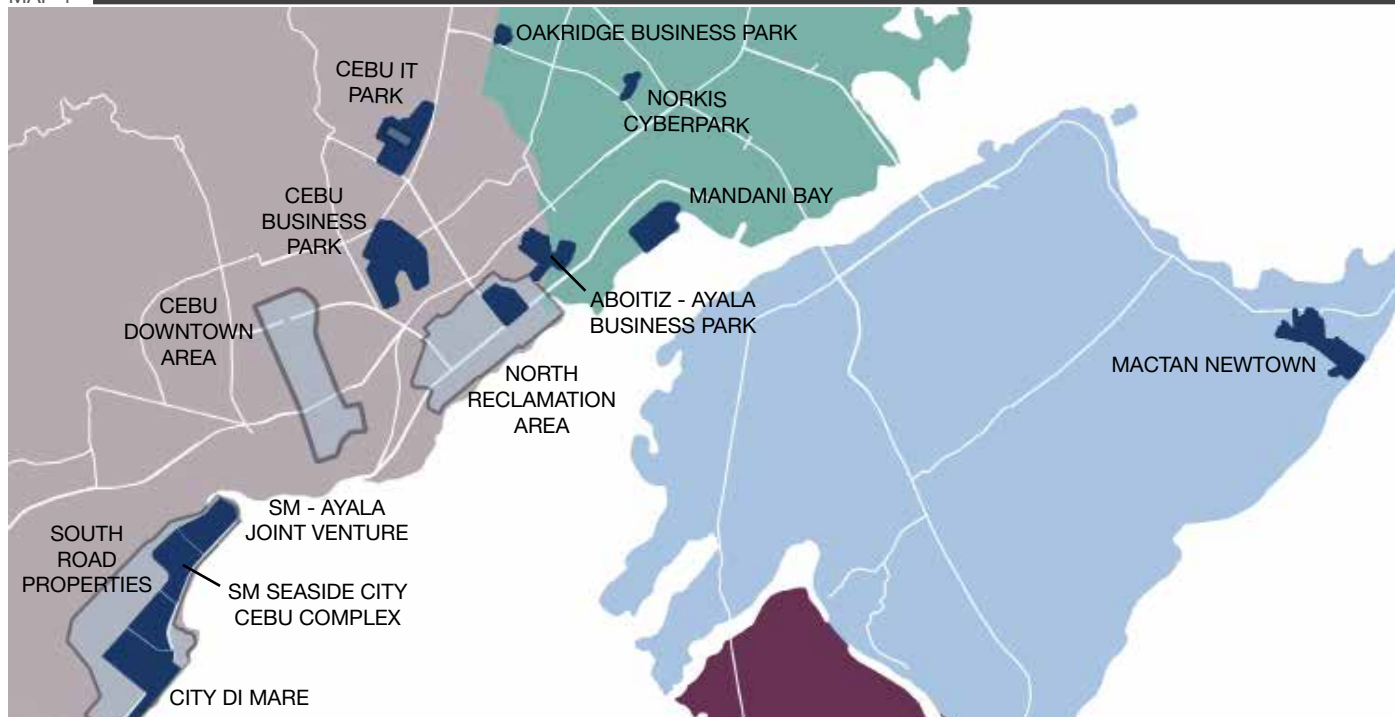 OAKRIDGE BUSINESS PARK
CEBU IT
PARK
NORKIS
CYBERPARK
CEBU
BUSINESS
PARK
MANDANI BAY
CEBU
DOWNTOWN
AREA
ABOITIZ - AYALA
BUSINESS PARK
MACTAN NEWTOWN
NORTH
RECLAMATION
AREA
SM - AYALA
JOINT VENTURE
SOUTH
ROAD
PROPERTIES
SM SEASIDE CITY
CEBU COMPLEX
CITY DI MARE